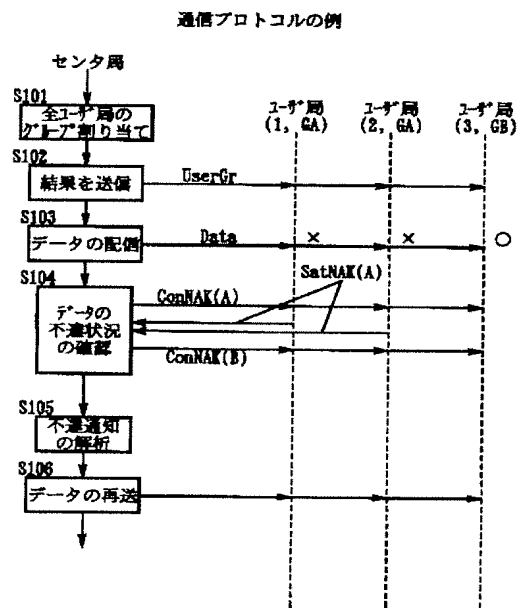 通信プロトコルの例
センタ局
S101
全ユーザ局の
グループ割り当て
ユーザ局
(1, GA)
ユーザ局
(2, GA)
ユーザ局
(3, GB)
S102
結果を送信
UserGr
S103
データの配信
Data
×
×
○
S104
データの
不達状況
の確認
ConNAK(A)
SatNAK(A)
ConNAK(B)
S105
不達通知
の解析
S106
データの再送